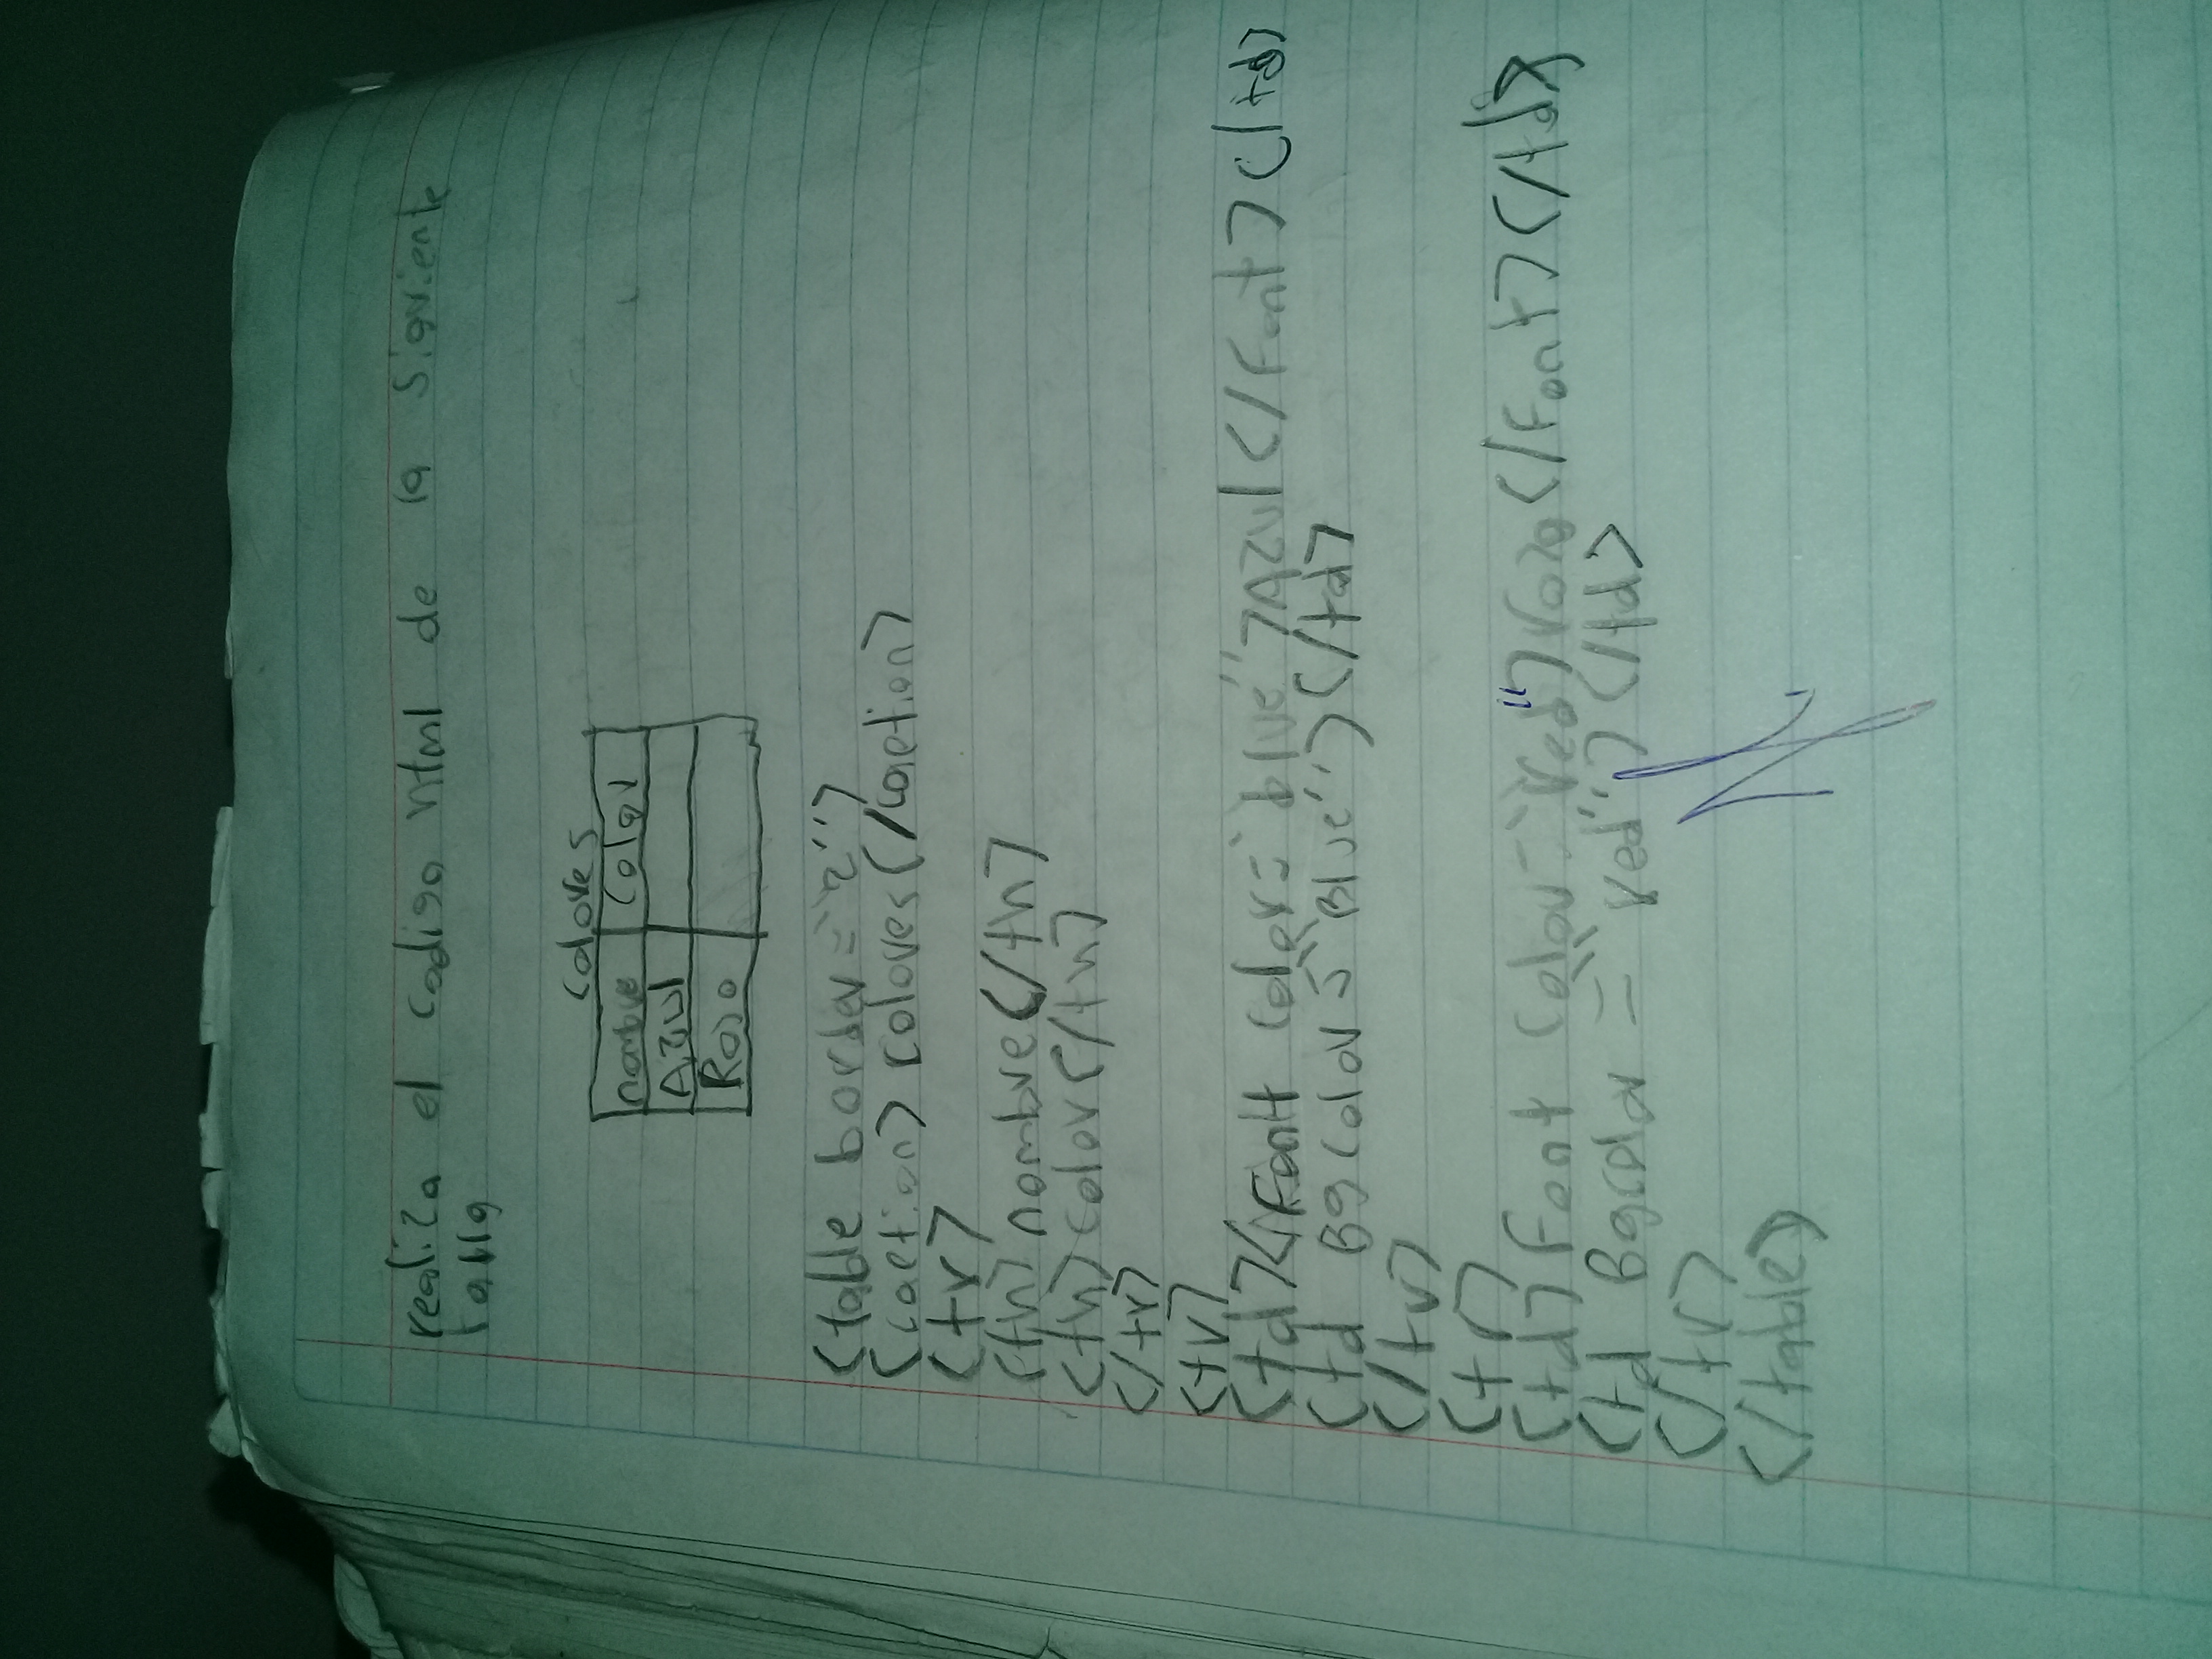 realiza el codigo html de la siguiente
tabla
colores
nombre color
Azul
Rojo
<table border="2">
<caption> colores</caption>
<tr>
<th>nombre</th>
<th>color</th>
</tr>
<tr>
<td><Font color="blue">Azul</Font></td>
<td Bgcolor="Blue"></td>
</tr>
<tr>
<td>Font color="red">rojo</Font></td>
<td Bgcolor="red"></td>
</tr>
</table>